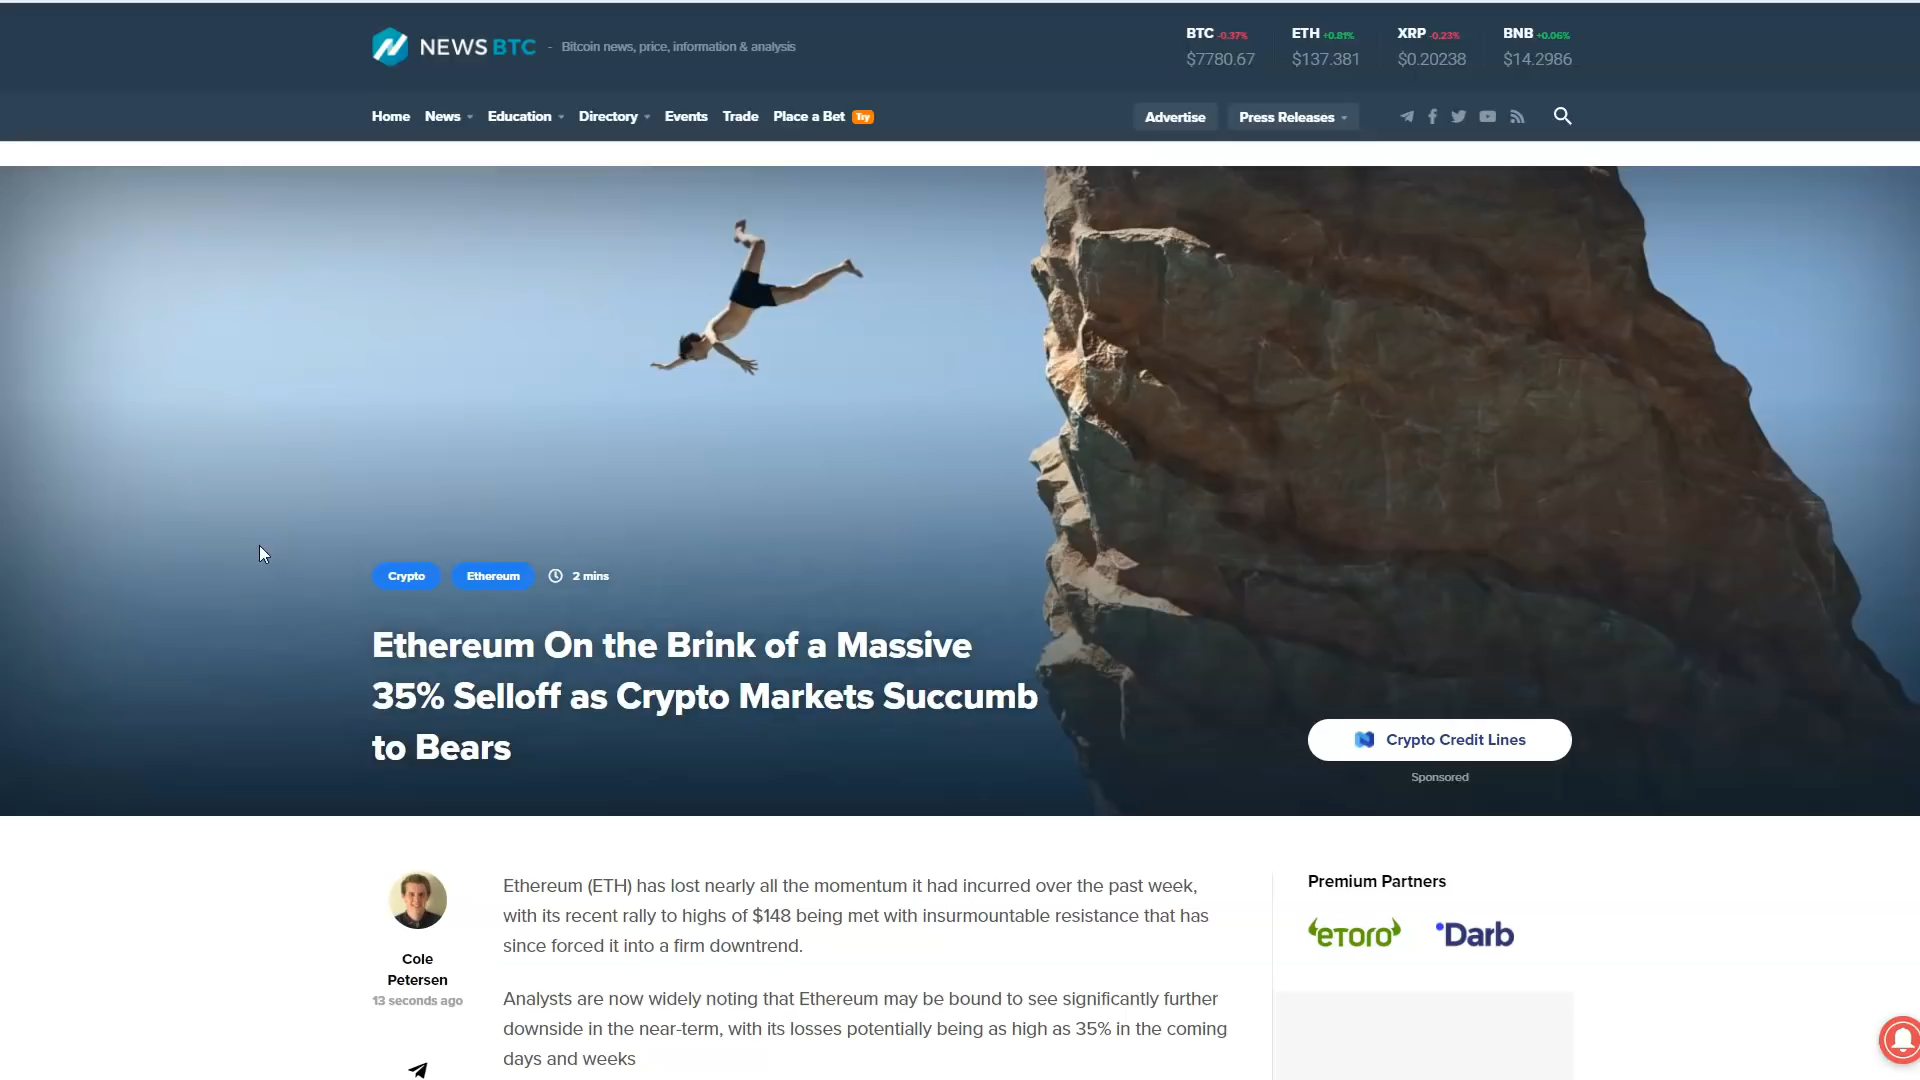 NEWS BTC - Bitcoin news, price, information & analysis
BTC -0.37% ETH +0.81% XRP -0.23% BNB +0.06%
$7780.67 $137.381 $0.20238 $14.2986
Home News Education Directory Events Trade Place a Bet Try Advertise Press Releases
Crypto Ethereum 2 mins
Ethereum On the Brink of a Massive
35% Selloff as Crypto Markets Succumb
to Bears
Crypto Credit Lines
Sponsored
Cole
Petersen
13 seconds ago
Ethereum (ETH) has lost nearly all the momentum it had incurred over the past week,
with its recent rally to highs of $148 being met with insurmountable resistance that has
since forced it into a firm downtrend.
Analysts are now widely noting that Ethereum may be bound to see significantly further
downside in the near-term, with its losses potentially being as high as 35% in the coming
days and weeks
Premium Partners
eToro Darb